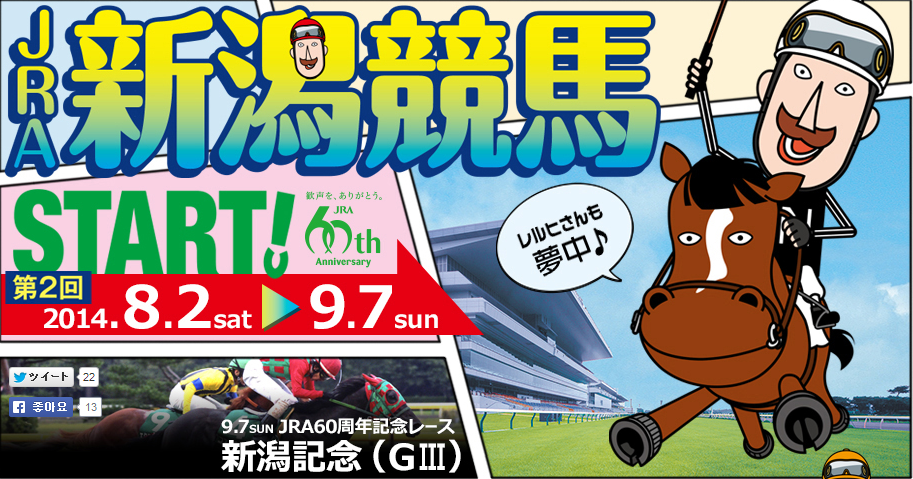 JRA 新潟競馬
START!
歓声を、ありがとう。
JRA
60th
Anniversary
第2回
2014.8.2sat 9.7sun
レルヒさんも
夢中♪
ツイート 22
좋아요 13
9
9.7SUN JRA60周年記念レース
新潟記念(GⅢ)